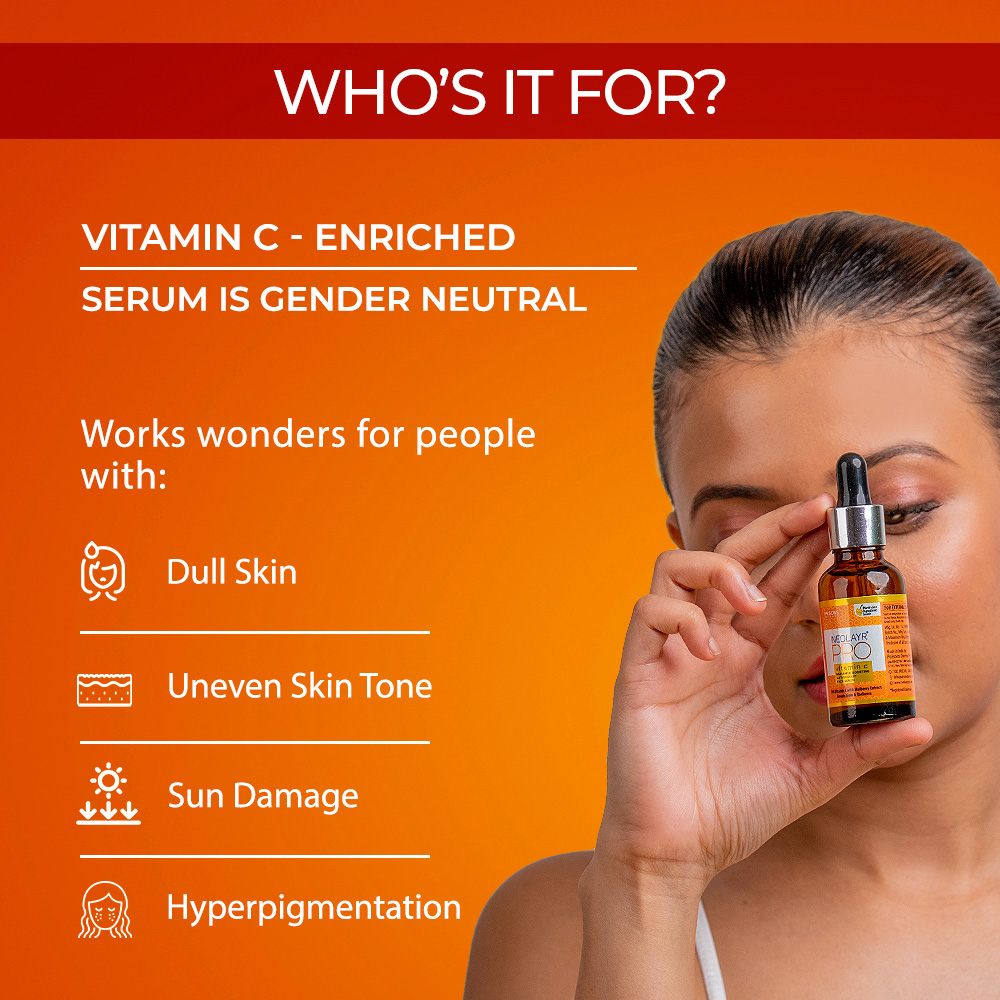 WHO'S IT FOR?
VITAMIN C - ENRICHED
SERUM IS GENDER NEUTRAL
Works wonders for people
with:
Dull Skin
Uneven Skin Tone
Sun Damage
Hyperpigmentation
NEOLAYR
PRO
vitamin c